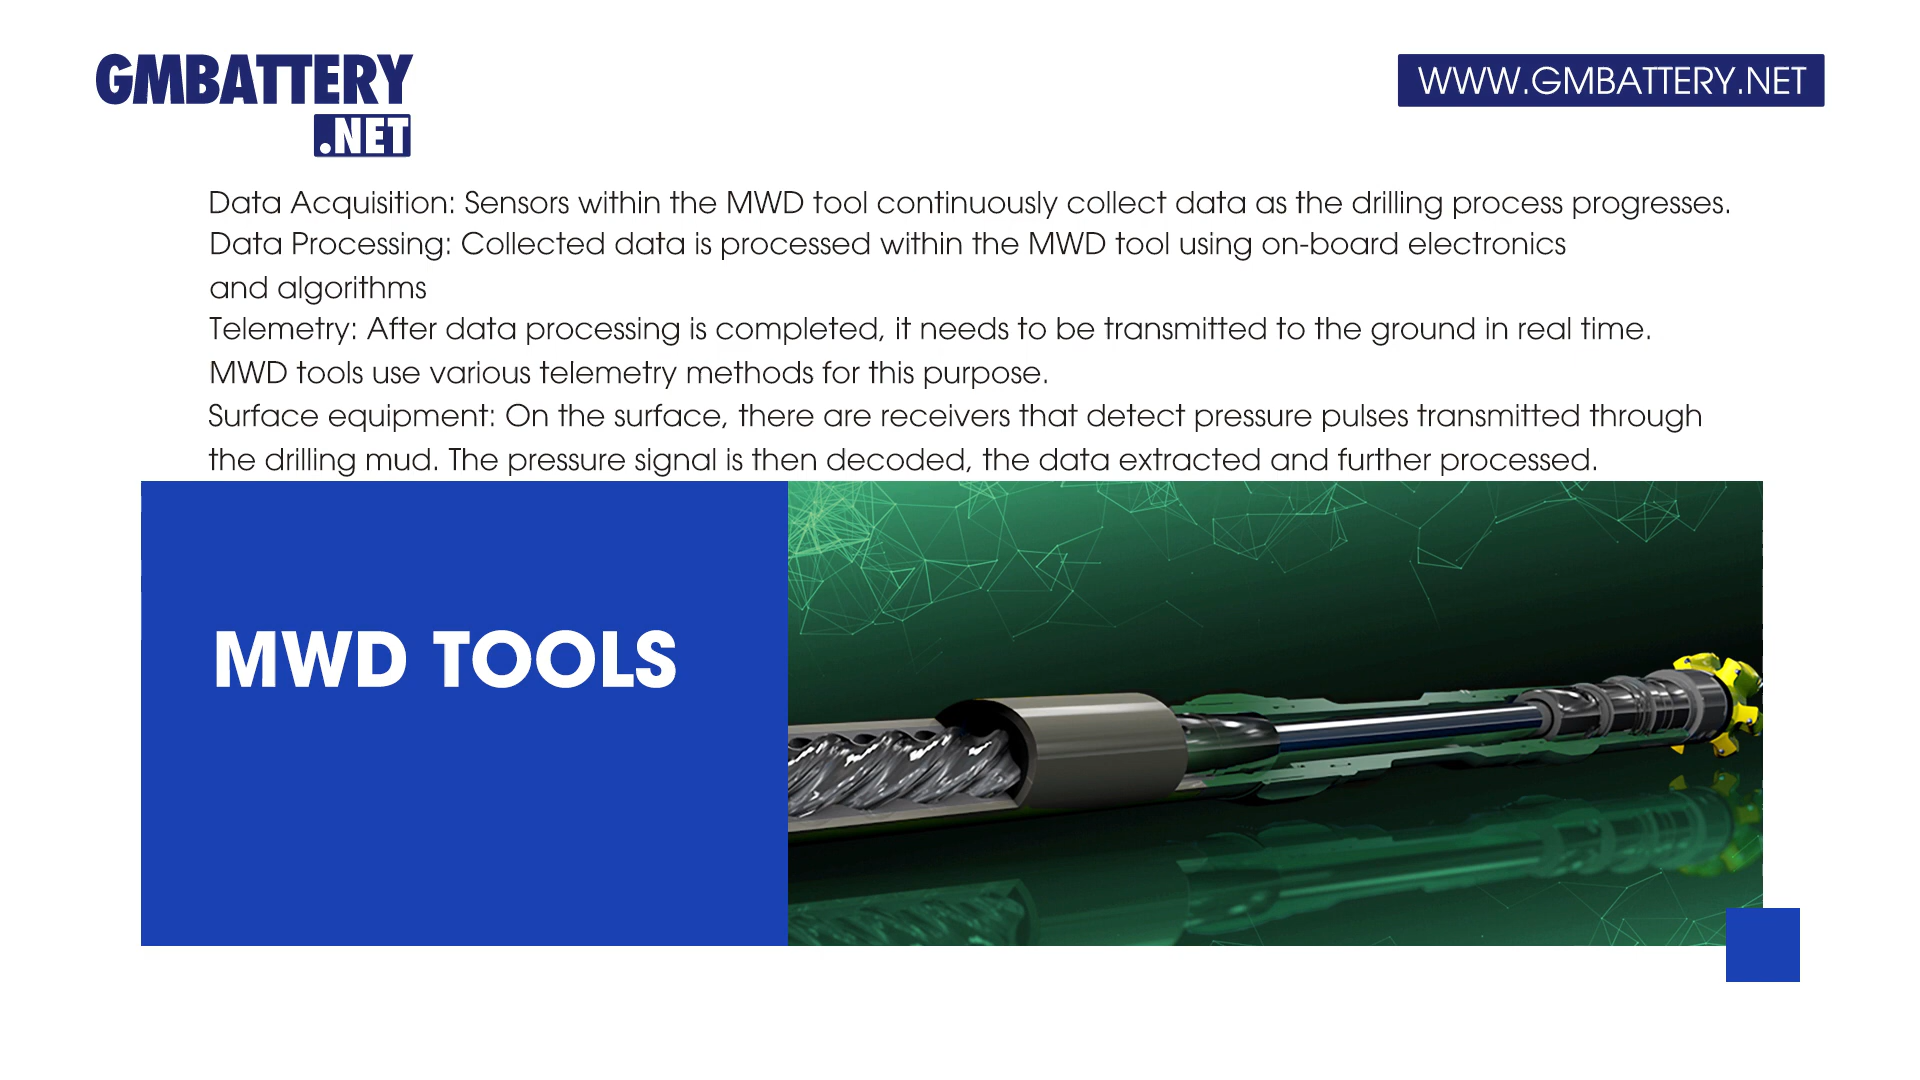 GMBATTERY
.NET
WWW.GMBATTERY.NET
Data Acquisition: Sensors within the MWD tool continuously collect data as the drilling process progresses.
Data Processing: Collected data is processed within the MWD tool using on-board electronics
and algorithms
Telemetry: After data processing is completed, it needs to be transmitted to the ground in real time.
MWD tools use various telemetry methods for this purpose.
Surface equipment: On the surface, there are receivers that detect pressure pulses transmitted through
the drilling mud. The pressure signal is then decoded, the data extracted and further processed.
MWD TOOLS